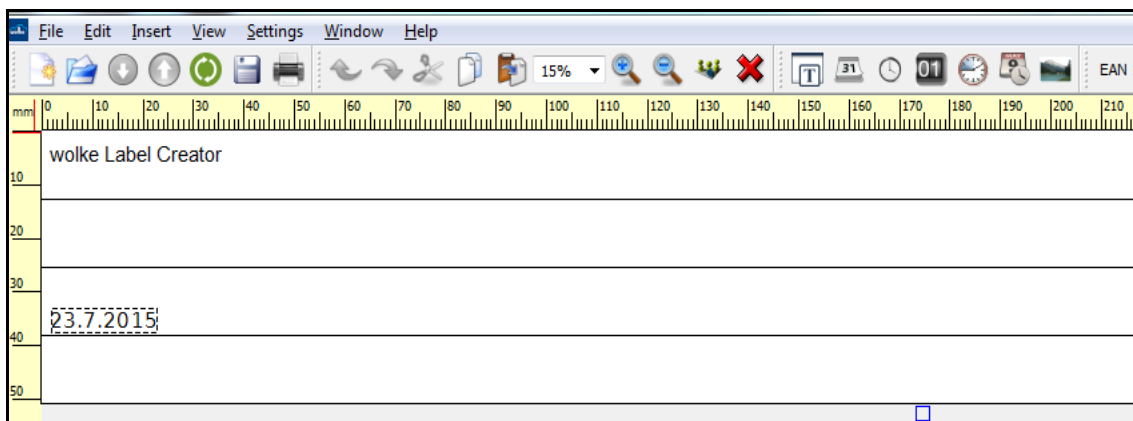 File Edit Insert View Settings Window Help
15% T 31 01 EAN
mm 0 10 20 30 40 50 60 70 80 90 100 110 120 130 140 150 160 170 180 190 200 210
wolke Label Creator
10
20
30
23.7.2015
40
50